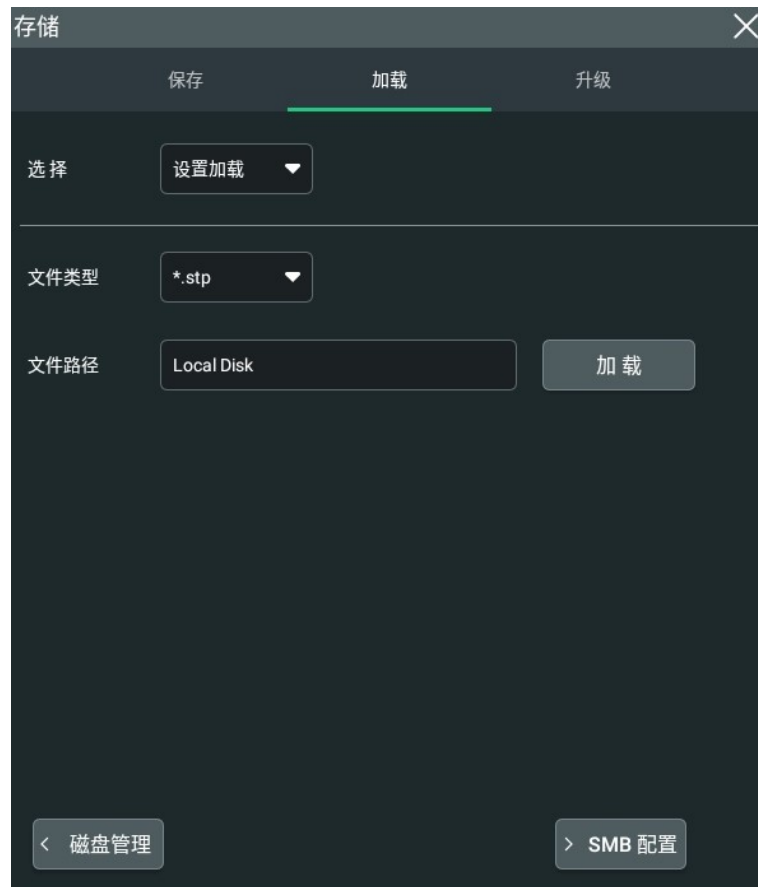 存储
保存 加载 升级
选择 设置加载
文件类型 *.stp
文件路径 Local Disk 加载
< 磁盘管理 > SMB 配置